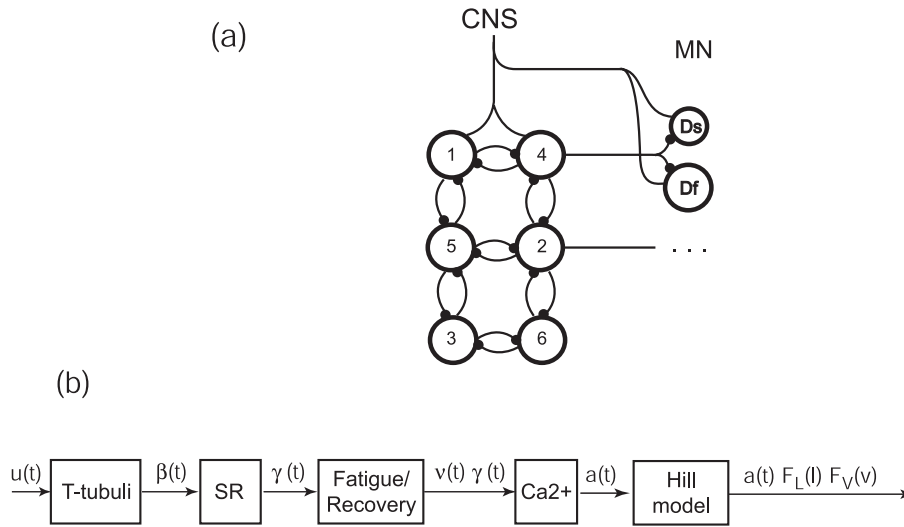 (a)
CNS
MN
Ds
1
4
Df
5
2
. . .
3
6
(b)
u(t)
T-tubuli
β(t)
SR
γ (t)
Fatigue/
Recovery
ν(t) γ(t)
Ca2+
a(t)
Hill
model
a(t) F_L(l) F_V(v)